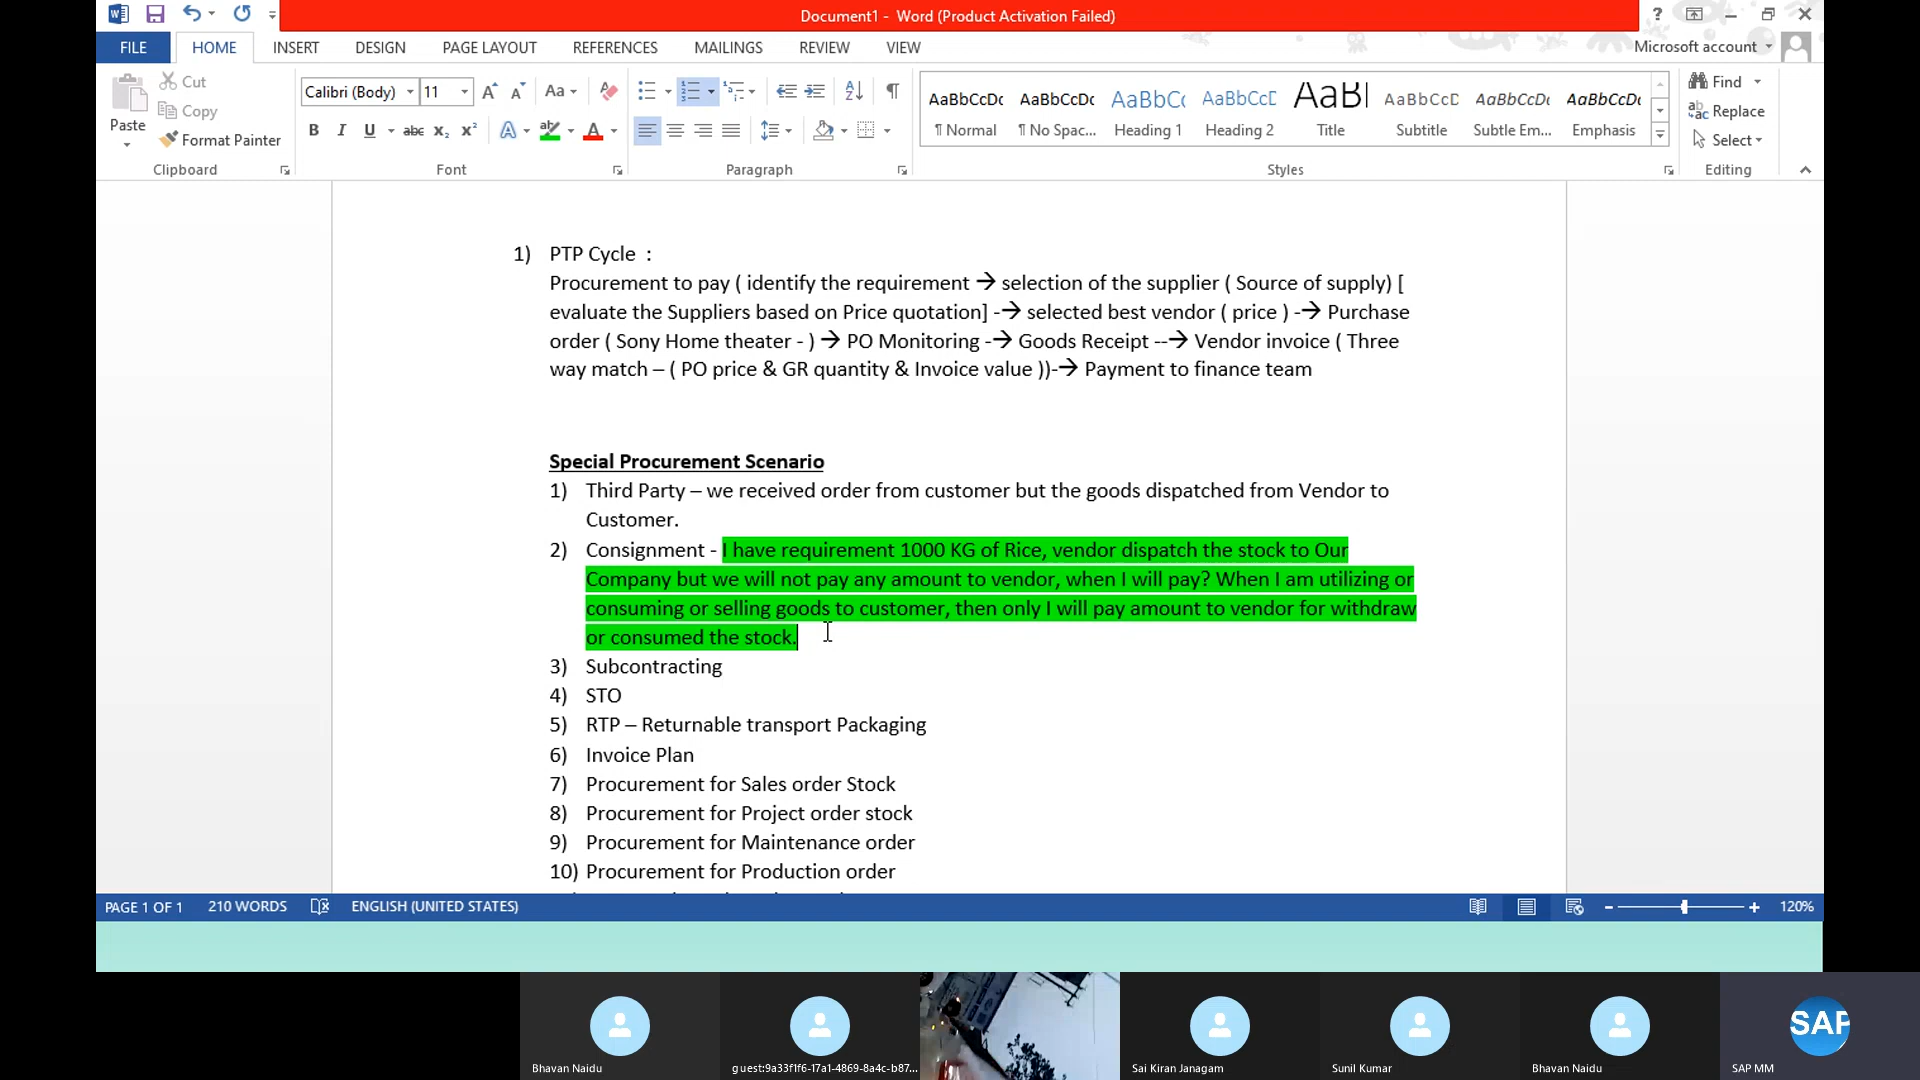 Document1 - Word (Product Activation Failed)
?
FILE HOME INSERT DESIGN PAGE LAYOUT REFERENCES MAILINGS REVIEW VIEW Microsoft account
Paste Cut
Copy
Format Painter
Calibri (Body) 11
AaBbCcDc AaBbCcDc AaBbCc AaBbCcD AaBl AaBbCcD AaBbCcDc AaBbCcDc
¶ Normal ¶ No Spac... Heading 1 Heading 2 Title Subtitle Subtle Em... Emphasis
Find
Replace
Select
Clipboard Font Paragraph Styles Editing
1) PTP Cycle :
Procurement to pay ( identify the requirement → selection of the supplier ( Source of supply) [
evaluate the Suppliers based on Price quotation] -→ selected best vendor ( price ) -→ Purchase
order ( Sony Home theater - ) → PO Monitoring -→ Goods Receipt --→ Vendor invoice ( Three
way match – ( PO price & GR quantity & Invoice value ))-→ Payment to finance team
Special Procurement Scenario
1) Third Party – we received order from customer but the goods dispatched from Vendor to
Customer.
2) Consignment - I have requirement 1000 KG of Rice, vendor dispatch the stock to Our
Company but we will not pay any amount to vendor, when I will pay? When I am utilizing or
consuming or selling goods to customer, then only I will pay amount to vendor for withdraw
or consumed the stock.
3) Subcontracting
4) STO
5) RTP – Returnable transport Packaging
6) Invoice Plan
7) Procurement for Sales order Stock
8) Procurement for Project order stock
9) Procurement for Maintenance order
10) Procurement for Production order
PAGE 1 OF 1 210 WORDS ENGLISH (UNITED STATES) 120%
SAP
Bhavan Naidu guest:9a33f1f6-17a1-4869-8a4c-b87... Sai Kiran Janagam Sunil Kumar Bhavan Naidu SAP MM